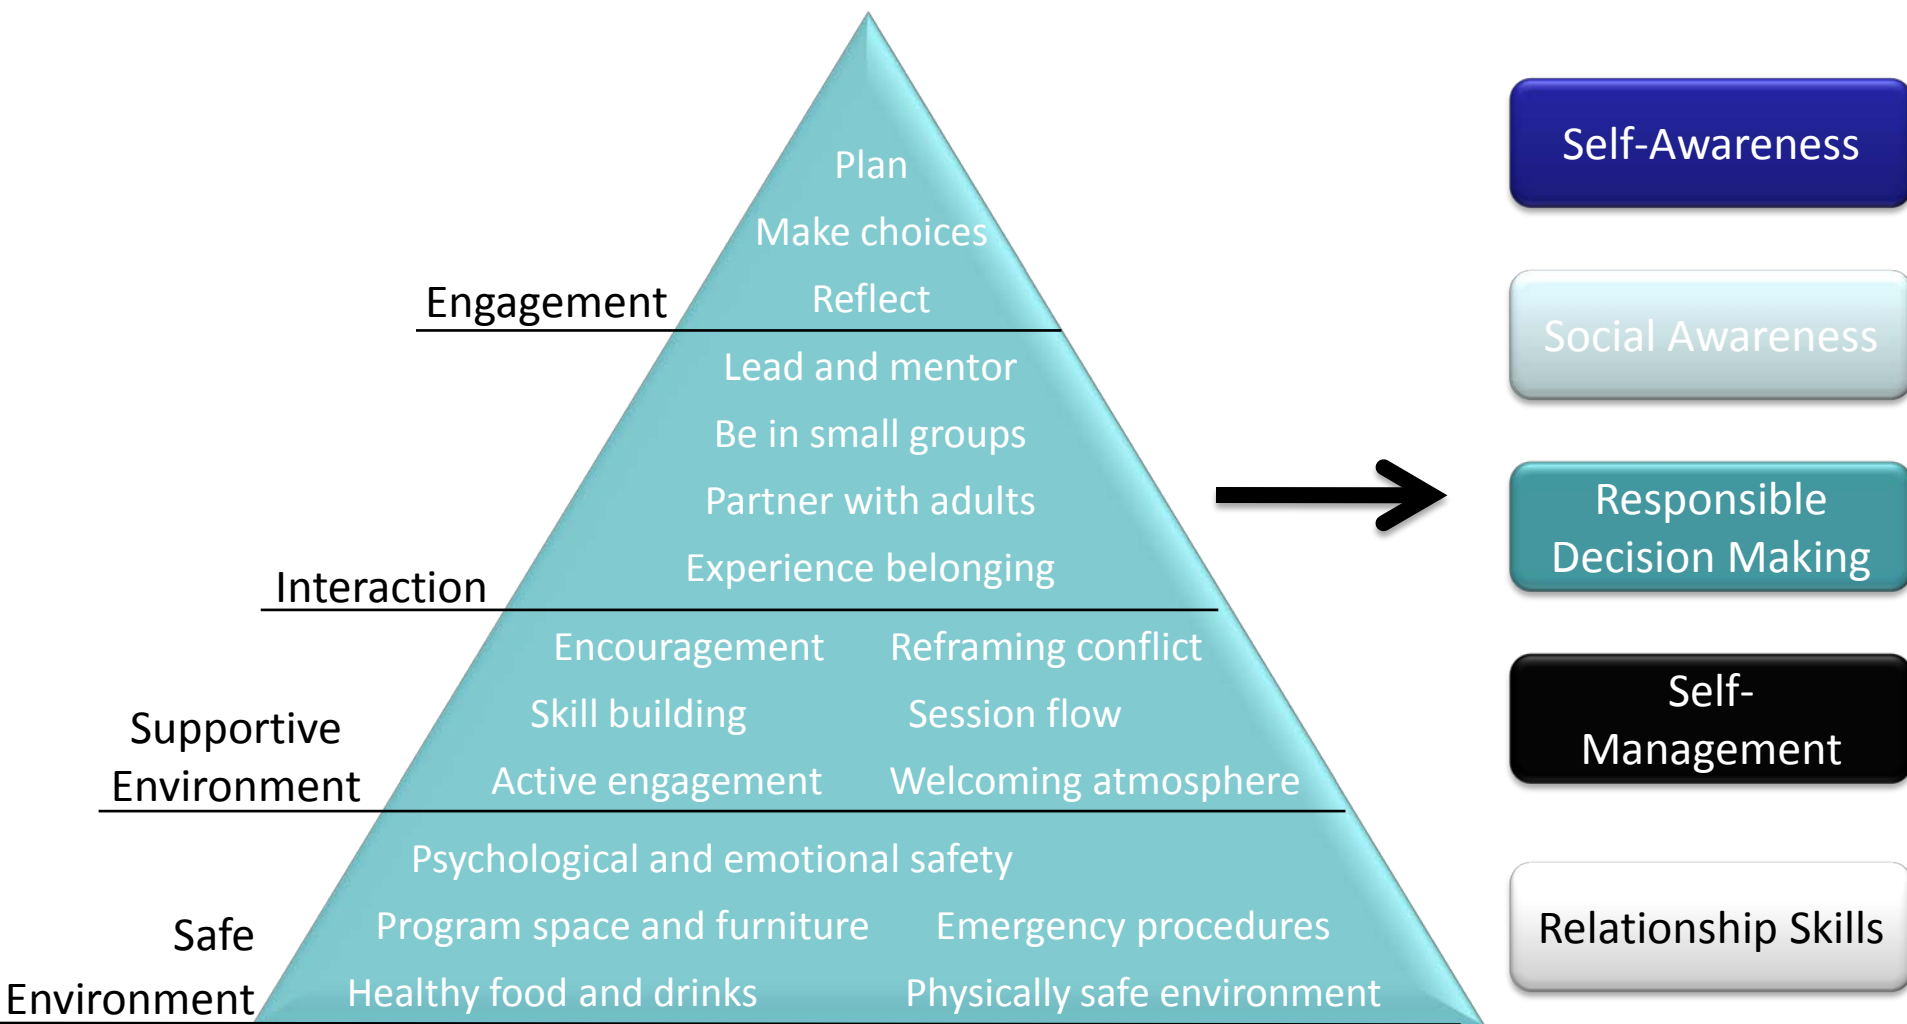 Plan
Make choices
Engagement
Reflect
Lead and mentor
Be in small groups
Partner with adults
Interaction
Experience belonging
Encouragement Reframing conflict
Skill building Session flow
Supportive
Environment
Active engagement Welcoming atmosphere
Psychological and emotional safety
Program space and furniture Emergency procedures
Safe
Environment
Healthy food and drinks Physically safe environment
Self-Awareness
Social Awareness
Responsible
Decision Making
Self-
Management
Relationship Skills